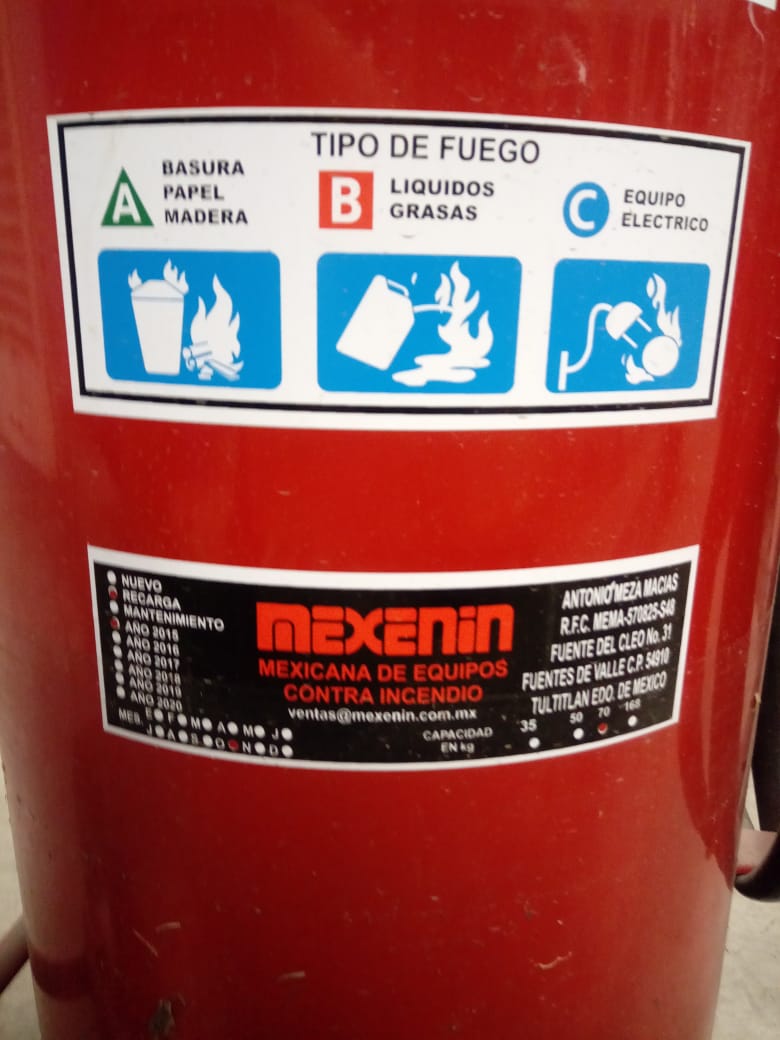 TIPO DE FUEGO
A
BASURA
PAPEL
MADERA
B
LIQUIDOS
GRASAS
C
EQUIPO
ELECTRICO
NUEVO
RECARGA
MANTENIMIENTO
AÑO 2015
AÑO 2016
AÑO 2017
AÑO 2018
AÑO 2019
AÑO 2020
MES. E F M A M J
J A S O N D
MEXENIN
MEXICANA DE EQUIPOS
CONTRA INCENDIO
ventas@mexenin.com.mx
ANTONIO MEZA MACIAS
R.F.C. MEMA-570825-S48
FUENTE DEL CLEO No. 31
FUENTES DE VALLE C.P. 54910
TULTITLAN EDO. DE MEXICO
CAPACIDAD
EN kg
35 50 70 168